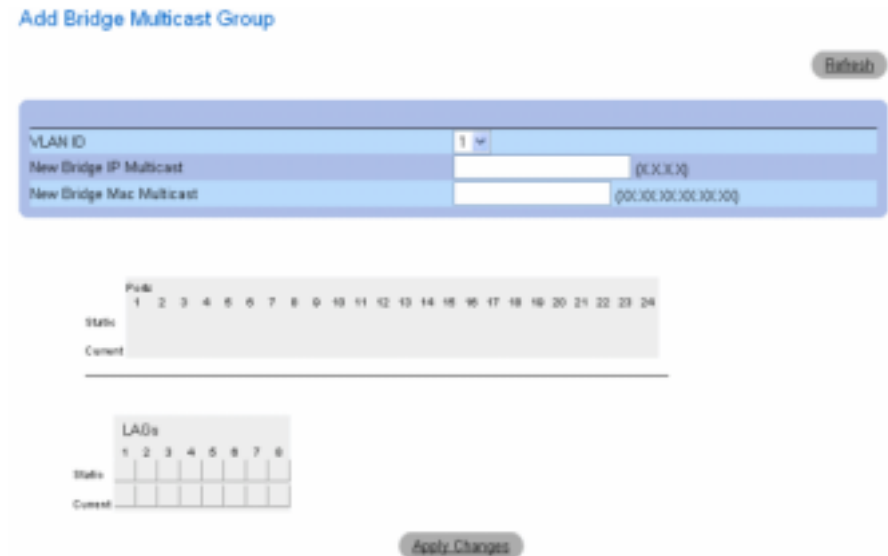 Add Bridge Multicast Group
Refresh
VLAN ID 1
New Bridge IP Multicast (X.X.X.X)
New Bridge Mac Multicast (XX:XX:XX:XX:XX:XX)
Ports
1 2 3 4 5 6 7 8 9 10 11 12 13 14 15 16 17 18 19 20 21 22 23 24
Static
Current
LAGs
1 2 3 4 5 6 7 8
Static
Current
Apply Changes